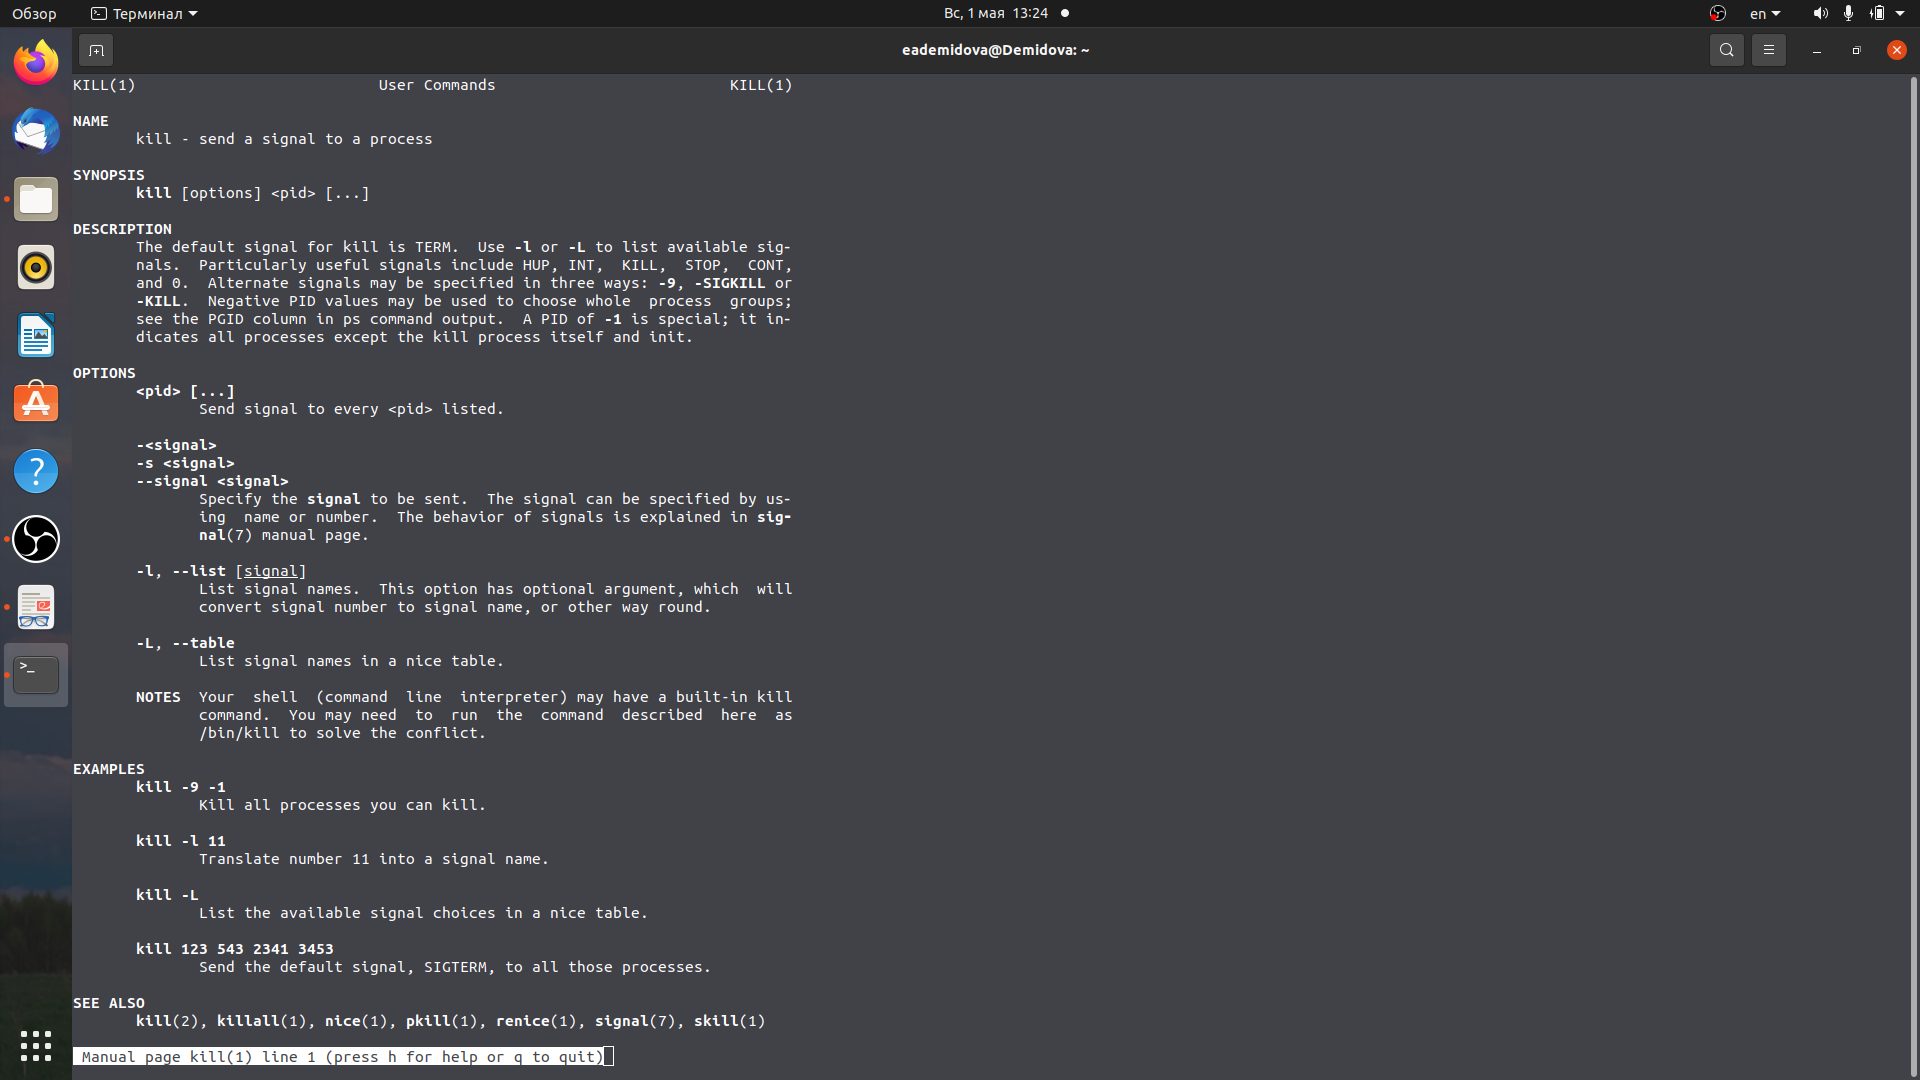 Обзор Терминал Вс, 1 мая 13:24 en
eademidova@Demidova: ~
KILL(1) User Commands KILL(1)
NAME
kill - send a signal to a process
SYNOPSIS
kill [options] <pid> [...]
DESCRIPTION
The default signal for kill is TERM. Use -l or -L to list available sig-
nals. Particularly useful signals include HUP, INT, KILL, STOP, CONT,
and 0. Alternate signals may be specified in three ways: -9, -SIGKILL or
-KILL. Negative PID values may be used to choose whole process groups;
see the PGID column in ps command output. A PID of -1 is special; it in-
dicates all processes except the kill process itself and init.
OPTIONS
<pid> [...]
Send signal to every <pid> listed.
-<signal>
-s <signal>
--signal <signal>
Specify the signal to be sent. The signal can be specified by us-
ing name or number. The behavior of signals is explained in sig-
nal(7) manual page.
-l, --list [signal]
List signal names. This option has optional argument, which will
convert signal number to signal name, or other way round.
-L, --table
List signal names in a nice table.
NOTES Your shell (command line interpreter) may have a built-in kill
command. You may need to run the command described here as
/bin/kill to solve the conflict.
EXAMPLES
kill -9 -1
Kill all processes you can kill.
kill -l 11
Translate number 11 into a signal name.
kill -L
List the available signal choices in a nice table.
kill 123 543 2341 3453
Send the default signal, SIGTERM, to all those processes.
SEE ALSO
kill(2), killall(1), nice(1), pkill(1), renice(1), signal(7), skill(1)
Manual page kill(1) line 1 (press h for help or q to quit)